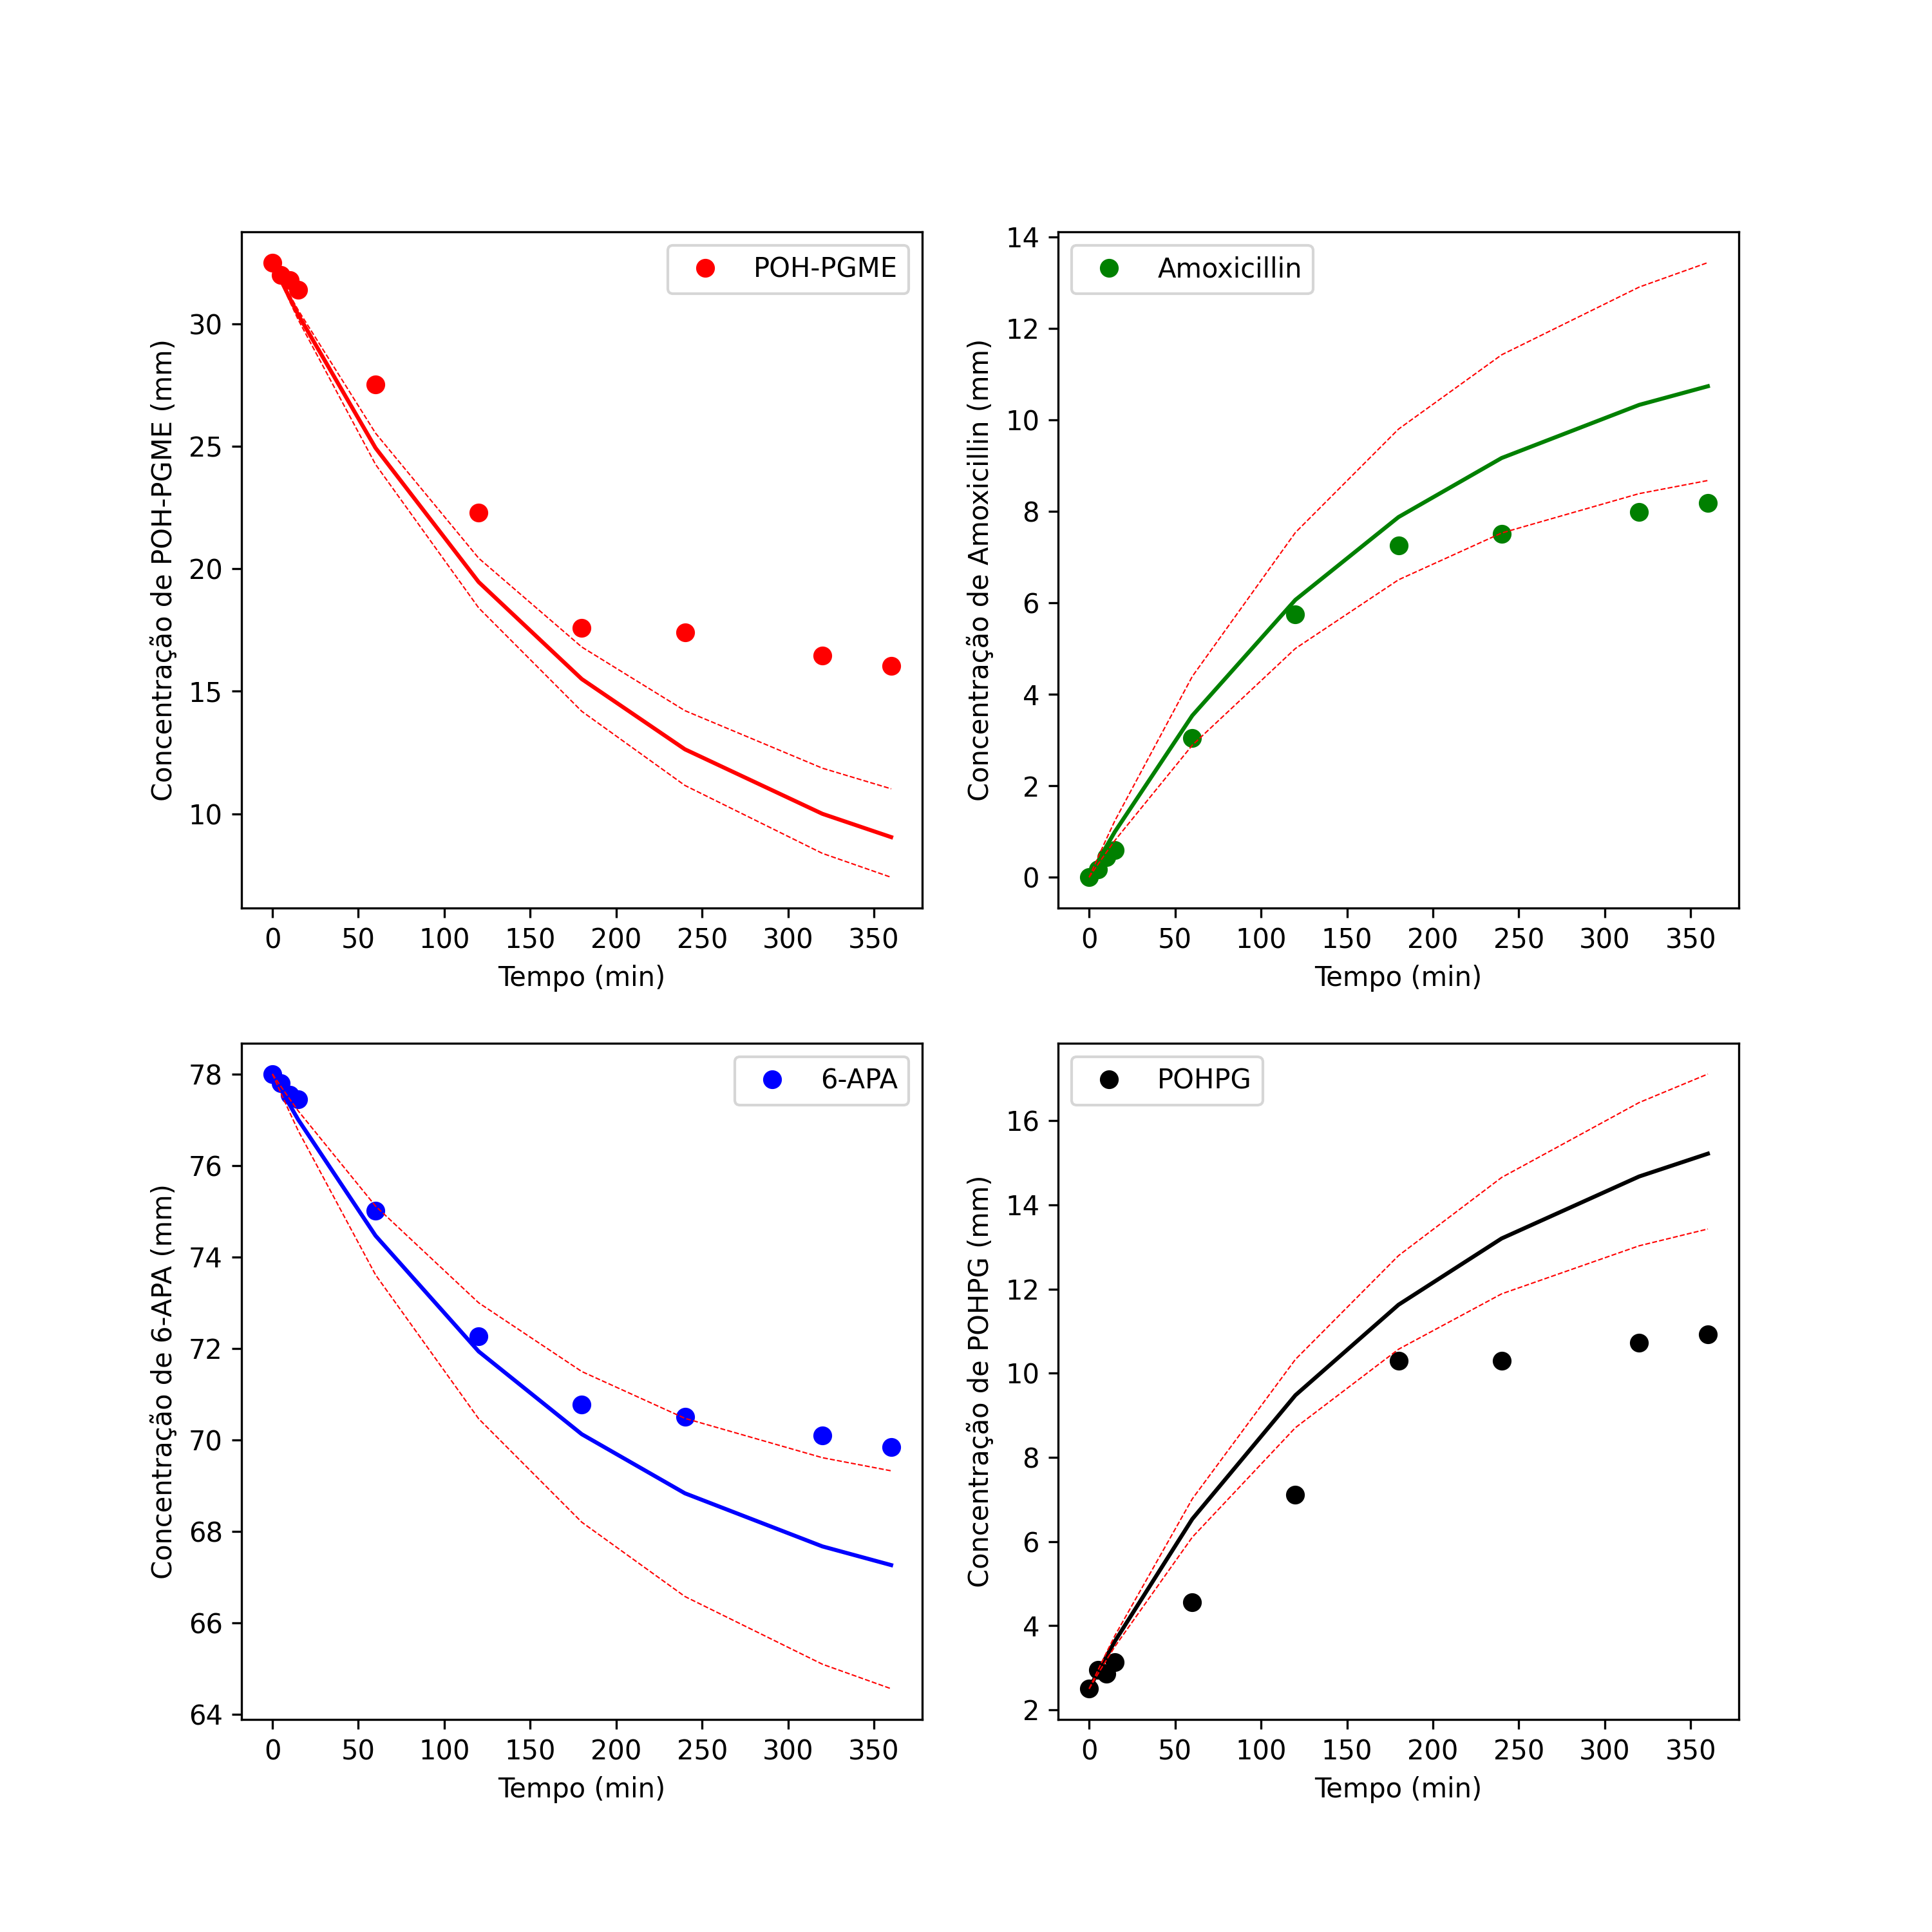 POH-PGME
Concentração de POH-PGME (mm)
30
25
20
15
10
0 50 100 150 200 250 300 350
Tempo (min)
Amoxicillin
Concentração de Amoxicillin (mm)
14
12
10
8
6
4
2
0
0 50 100 150 200 250 300 350
Tempo (min)
6-APA
Concentração de 6-APA (mm)
78
76
74
72
70
68
66
64
0 50 100 150 200 250 300 350
Tempo (min)
POHPG
Concentração de POHPG (mm)
16
14
12
10
8
6
4
2
0 50 100 150 200 250 300 350
Tempo (min)